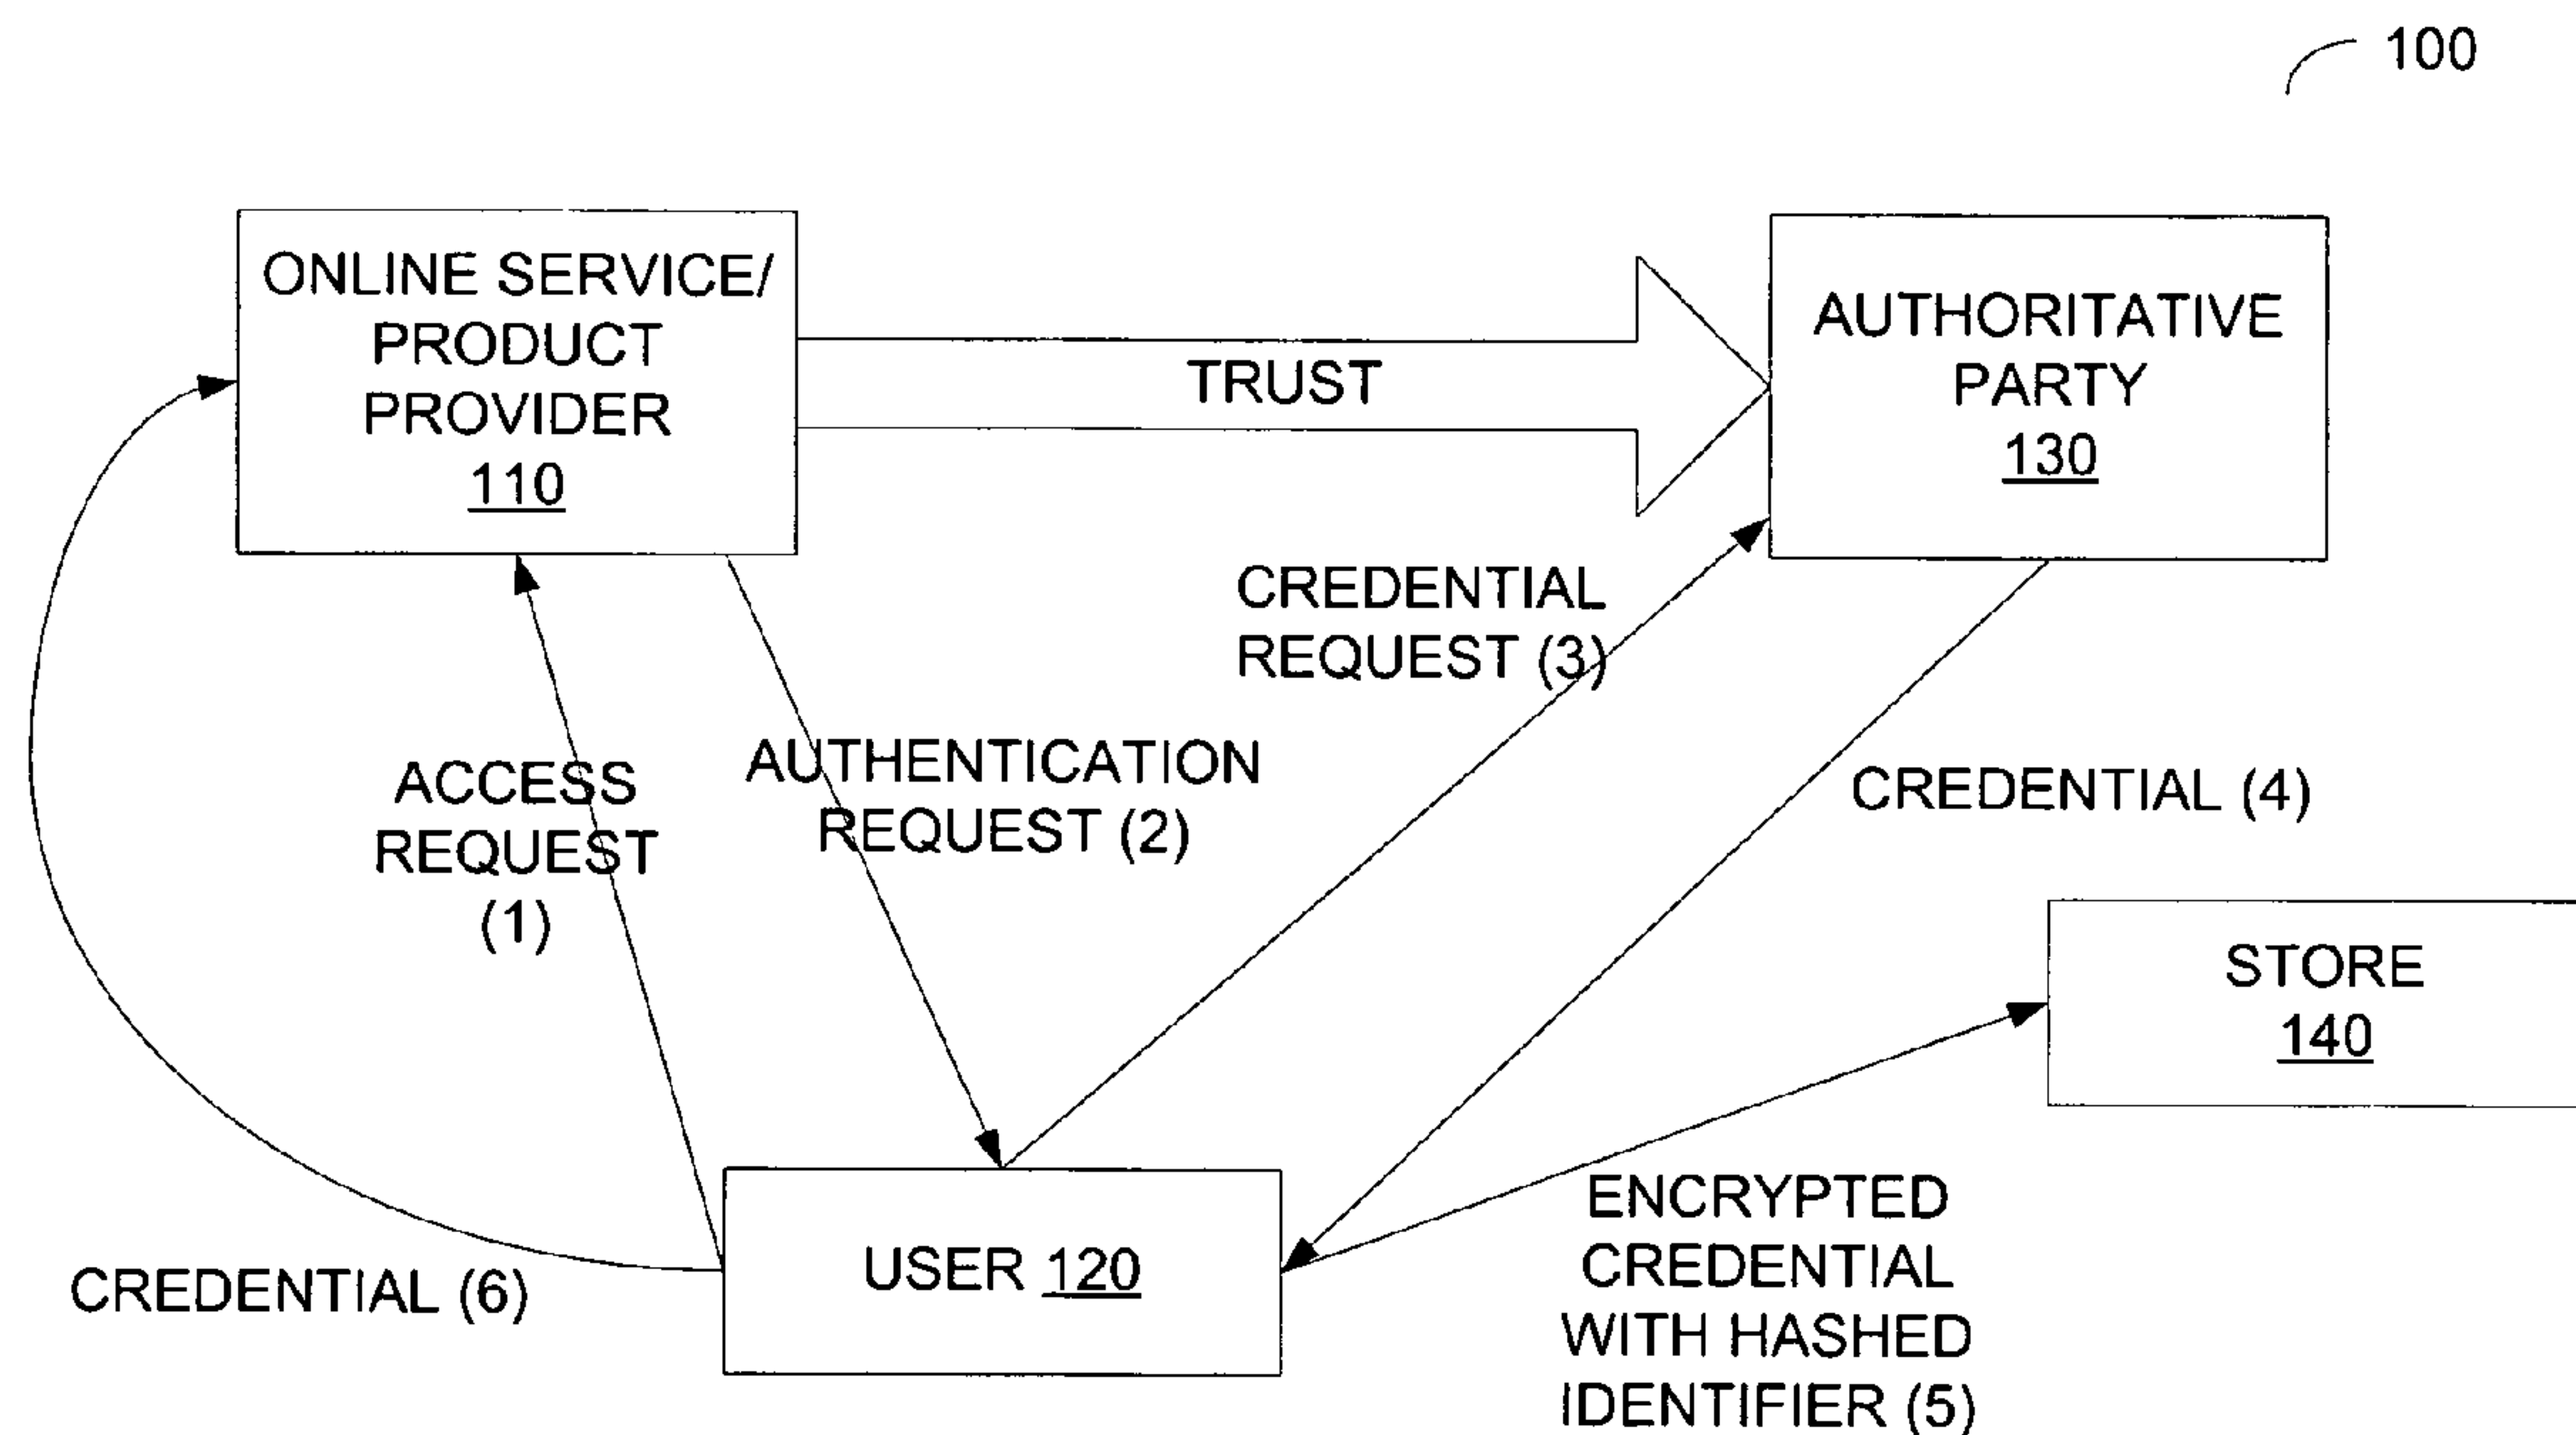 100
ONLINE SERVICE/
PRODUCT
PROVIDER
110
TRUST
AUTHORITATIVE
PARTY
130
CREDENTIAL
REQUEST (3)
ACCESS
REQUEST
(1)
AUTHENTICATION
REQUEST (2)
CREDENTIAL (4)
STORE
140
USER 120
CREDENTIAL (6)
ENCRYPTED
CREDENTIAL
WITH HASHED
IDENTIFIER (5)